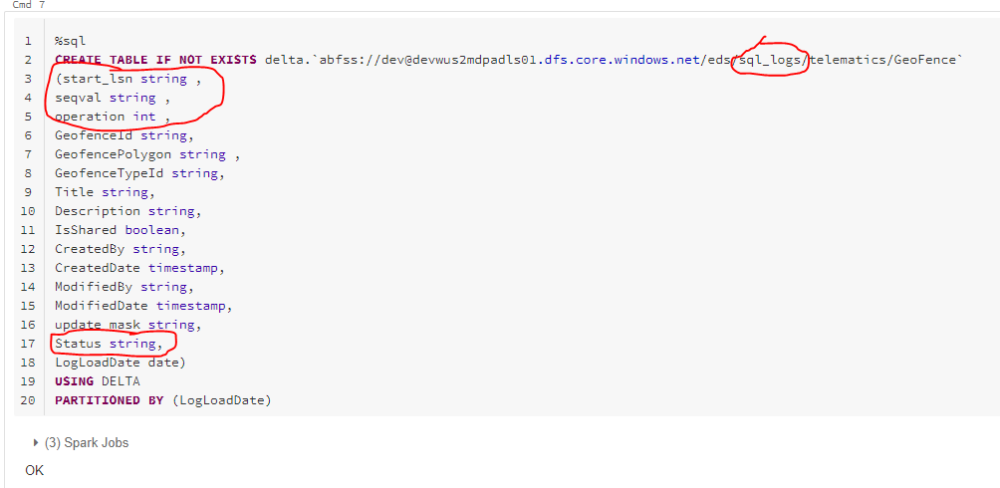 Cmd 7
1 %sql
2 CREATE TABLE IF NOT EXISTS delta.`abfss://dev@devwus2mdpadls01.dfs.core.windows.net/eds/sql_logs/telematics/GeoFence`
3 (start_lsn string ,
4 seqval string ,
5 operation int ,
6 GeofenceId string,
7 GeofencePolygon string ,
8 GeofenceTypeId string,
9 Title string,
10 Description string,
11 IsShared boolean,
12 CreatedBy string,
13 CreatedDate timestamp,
14 ModifiedBy string,
15 ModifiedDate timestamp,
16 update_mask string,
17 Status string,
18 LogLoadDate date)
19 USING DELTA
20 PARTITIONED BY (LogLoadDate)
(3) Spark Jobs
OK